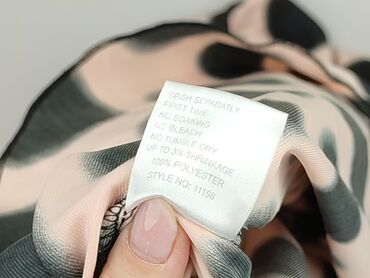 WASH SEPARATLY
FIRST TIME
NO SOAKING
NO BLEACH
NO TUMBLE DRY
UP TO 3% SHRINKAGE
100% POLYESTER
STYLE NO: 11198